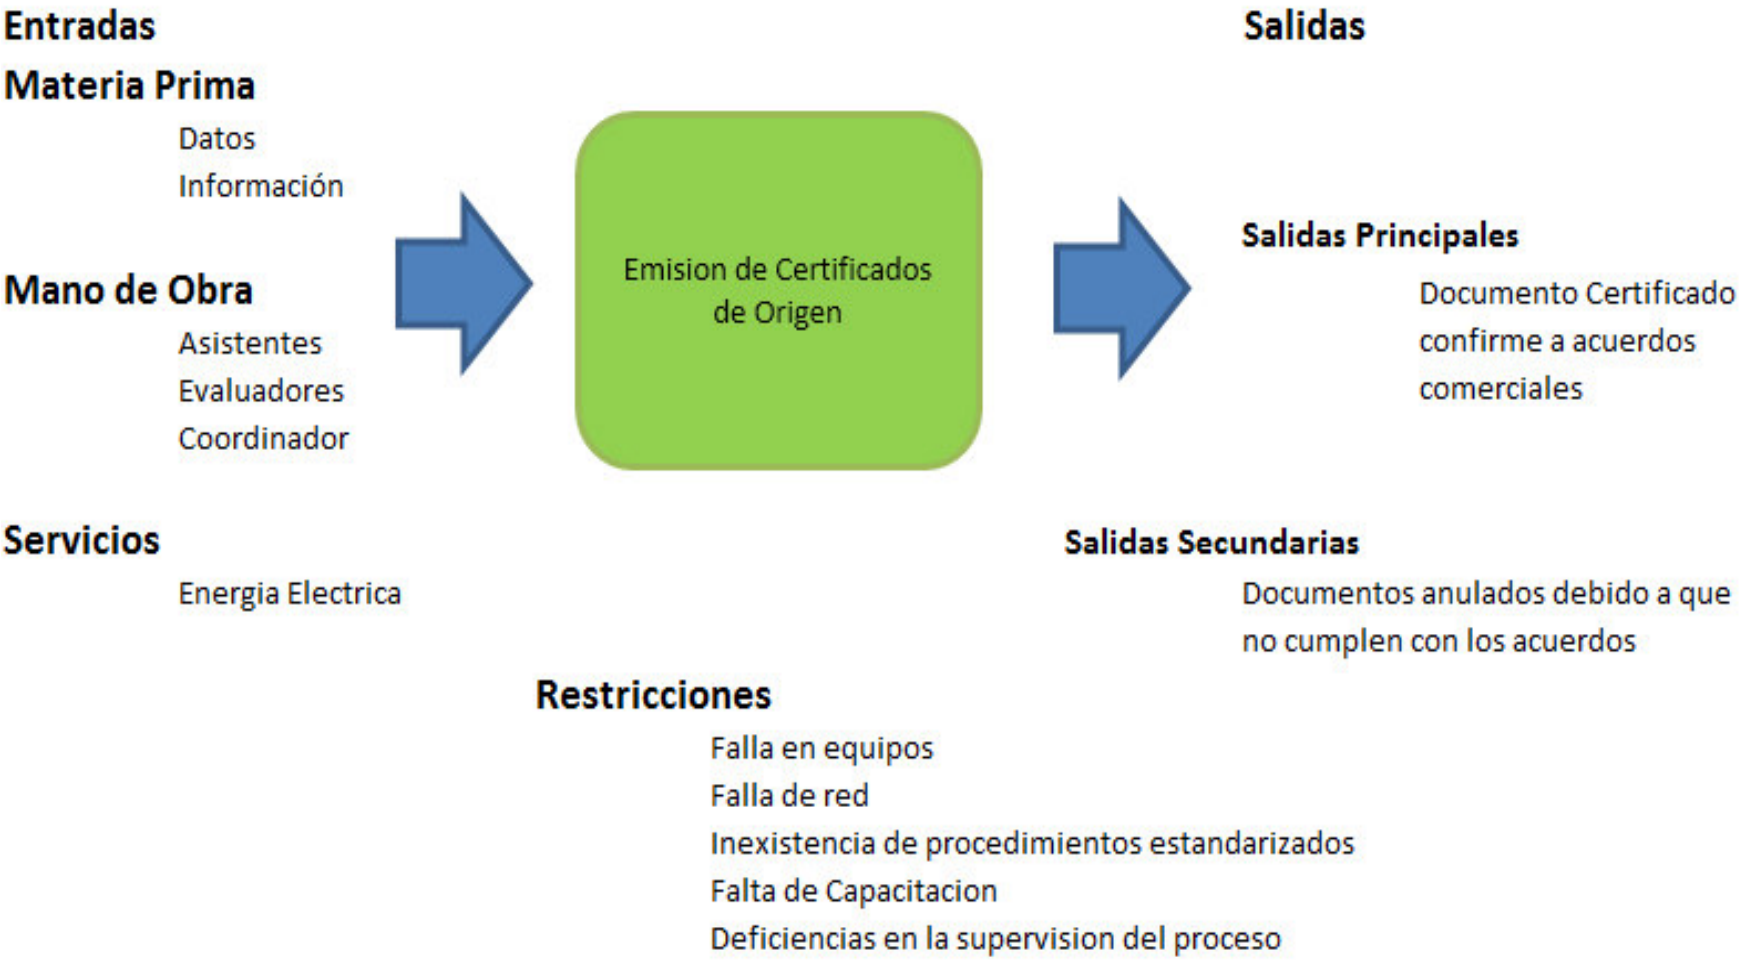 Entradas
Materia Prima
Datos
Información
Mano de Obra
Asistentes
Evaluadores
Coordinador
Servicios
Energia Electrica
Emision de Certificados
de Origen
Salidas
Salidas Principales
Documento Certificado
confirme a acuerdos
comerciales
Salidas Secundarias
Documentos anulados debido a que
no cumplen con los acuerdos
Restricciones
Falla en equipos
Falla de red
Inexistencia de procedimientos estandarizados
Falta de Capacitacion
Deficiencias en la supervision del proceso